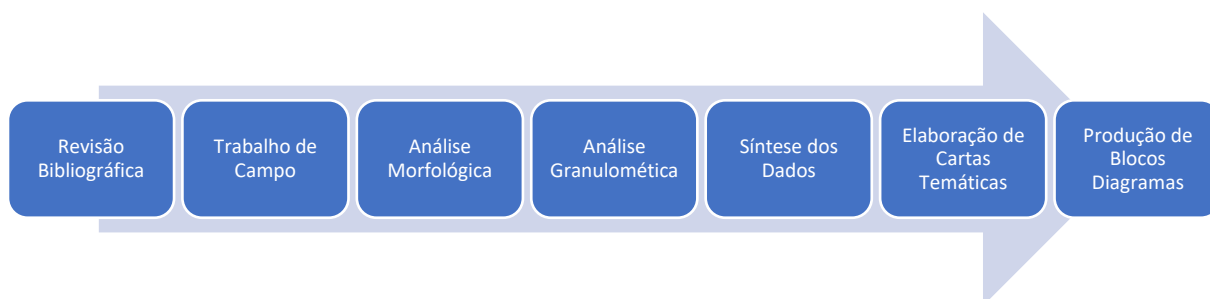 Revisão
Bibliográfica
Trabalho de
Campo
Análise
Morfológica
Análise
Granulomética
Síntese dos
Dados
Elaboração de
Cartas
Temáticas
Produção de
Blocos
Diagramas